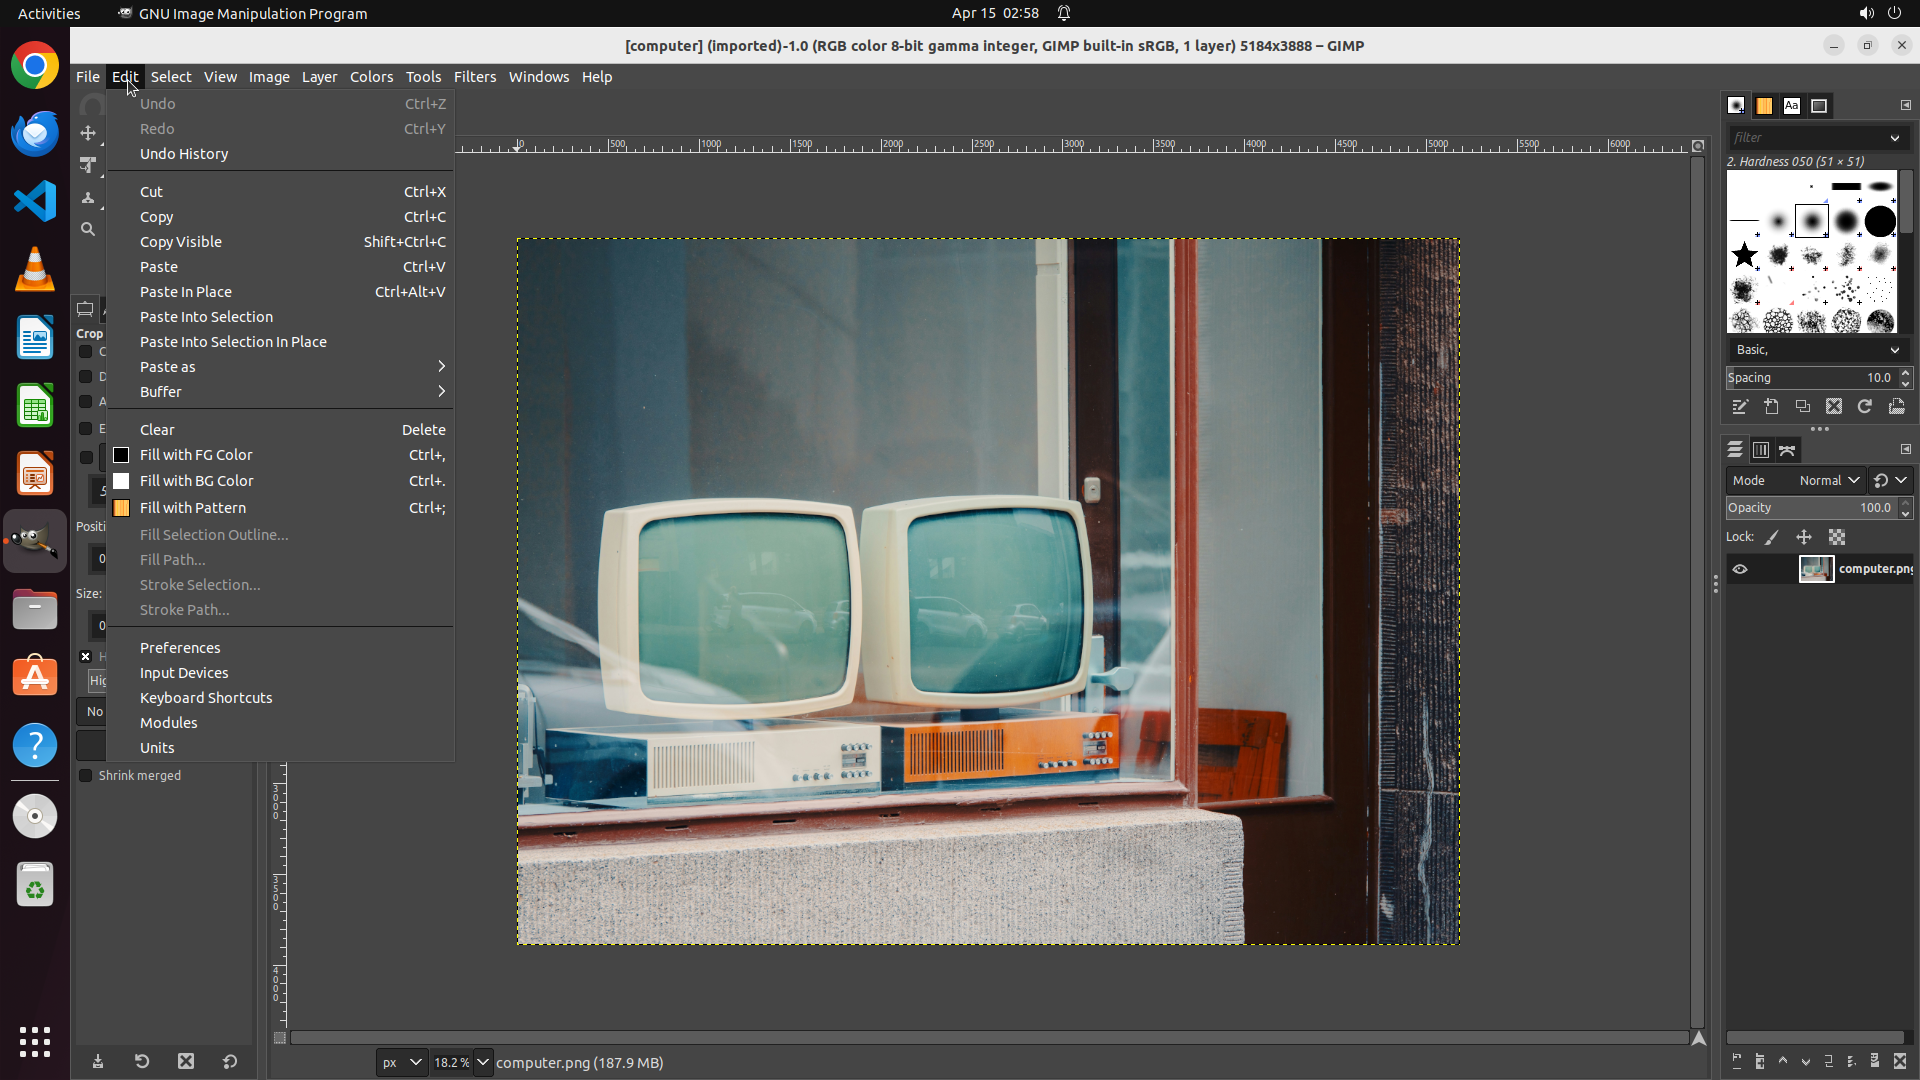 Activities
GNU Image Manipulation Program
Apr 15 02:58
[computer] (imported)-1.0 (RGB color 8-bit gamma integer, GIMP built-in sRGB, 1 layer) 5184x3888 – GIMP
File Edit Select View Image Layer Colors Tools Filters Windows Help
Undo Ctrl+Z
Redo Ctrl+Y
Undo History
Cut Ctrl+X
Copy Ctrl+C
Copy Visible Shift+Ctrl+C
Paste Ctrl+V
Paste In Place Ctrl+Alt+V
Paste Into Selection
Paste Into Selection In Place
Paste as
Buffer
Clear Delete
Fill with FG Color Ctrl+,
Fill with BG Color Ctrl+.
Fill with Pattern Ctrl+;
Fill Selection Outline...
Fill Path...
Stroke Selection...
Stroke Path...
Preferences
Input Devices
Keyboard Shortcuts
Modules
Units
Crop
Positi
Size:
No
Shrink merged
0 500 1000 1500 2000 2500 3000 3500 4000 4500 5000 5500 6000
3000
3500
4000
px 18.2 % computer.png (187.9 MB)
Aa
filter
2. Hardness 050 (51 × 51)
Basic,
Spacing 10.0
Mode Normal
Opacity 100.0
Lock:
computer.png